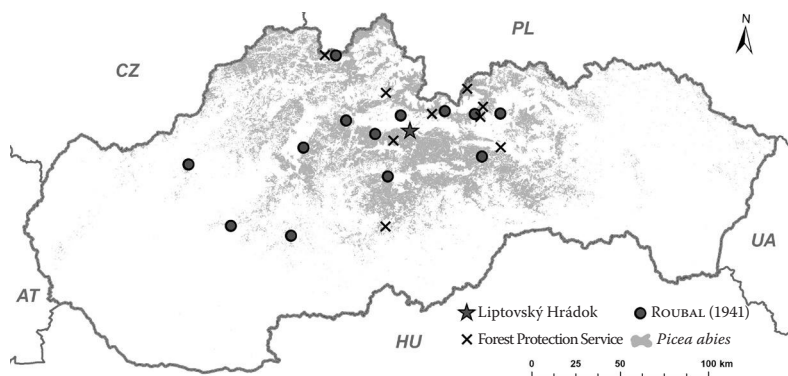 N
PL
CZ
UA
AT
HU
Liptovský Hrádok
ROUBAL (1941)
Forest Protection Service
Picea abies
0 25 50 100 km